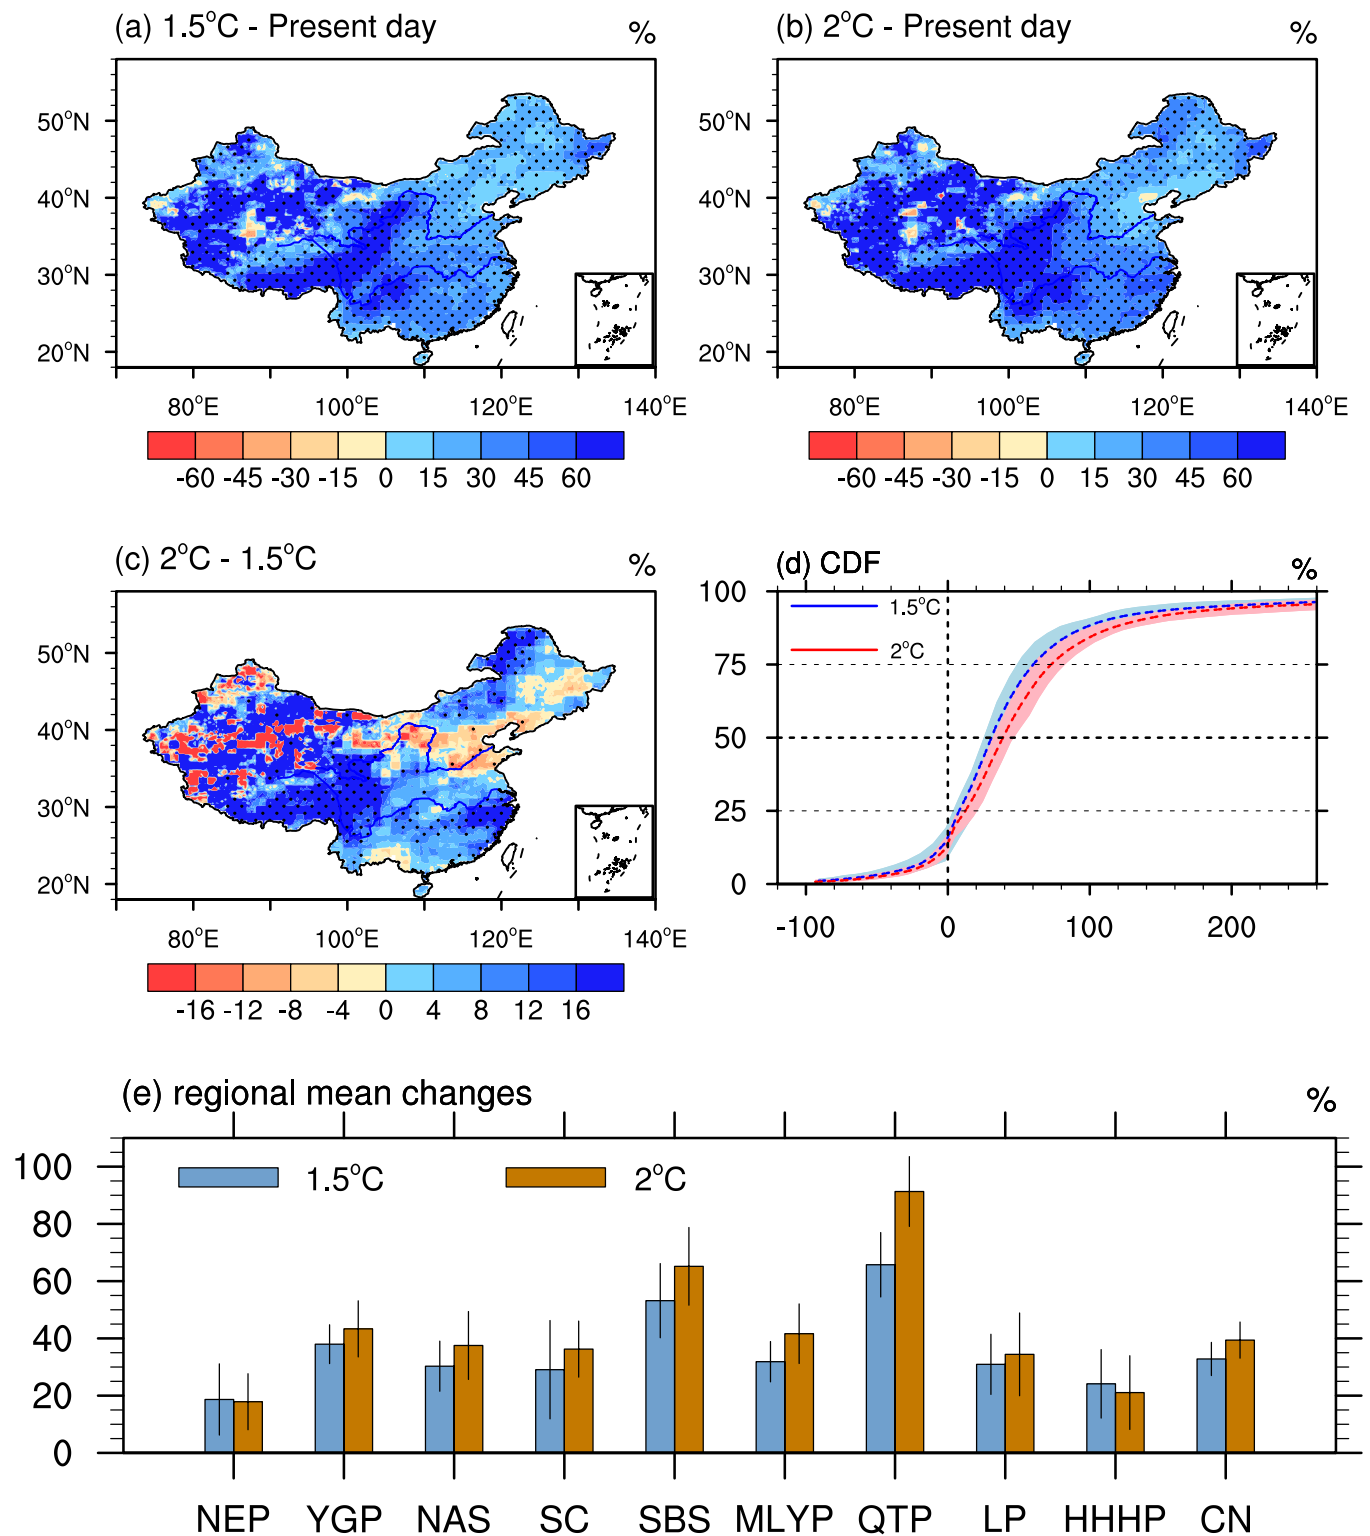 (a) 1.5°C - Present day %
50°N
40°N
30°N
20°N
80°E 100°E 120°E 140°E
-60 -45 -30 -15 0 15 30 45 60
(b) 2°C - Present day %
50°N
40°N
30°N
20°N
80°E 100°E 120°E 140°E
-60 -45 -30 -15 0 15 30 45 60
(c) 2°C - 1.5°C %
50°N
40°N
30°N
20°N
80°E 100°E 120°E 140°E
-16 -12 -8 -4 0 4 8 12 16
(d) CDF %
100
75
50
25
0
1.5°C
2°C
-100 0 100 200
(e) regional mean changes %
100
80
60
40
20
0
1.5°C 2°C
NEP YGP NAS SC SBS MLYP QTP LP HHHP CN